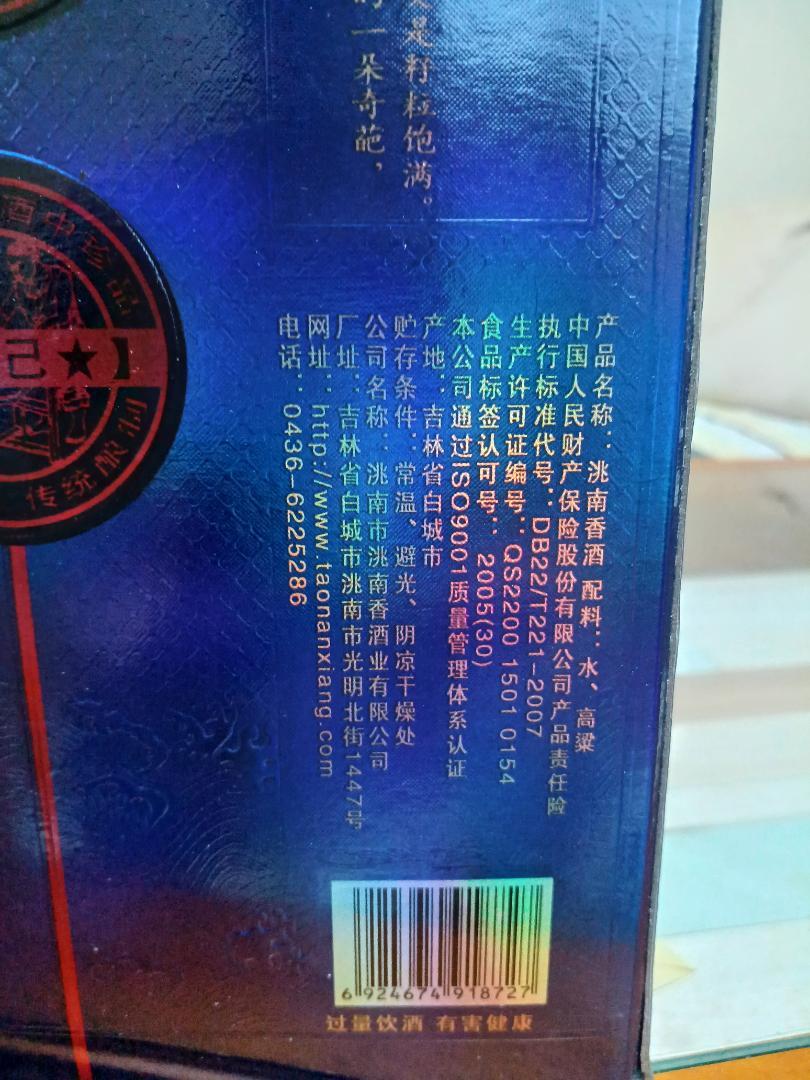 是籽粒饱满。
一朵奇葩，
酒中珍品
己★】
传统酿制
产品名称：洮南香酒 配料：水、高粱
中国人民财产保险股份有限公司产品责任险
执行标准代号：DB22/T221-2007
生产许可证编号：QS2200 1501 0154
食品标签认可号：2005(30)
本公司通过ISO9001质量管理体系认证
产地：吉林省白城市
贮存条件：常温、避光、阴凉干燥处
公司名称：洮南市洮南香酒业有限公司
厂址：吉林省白城市洮南市光明北街1447号
网址：http://www.taonanxiang.com
电话：0436-6225286
6 924674 918727
过量饮酒 有害健康